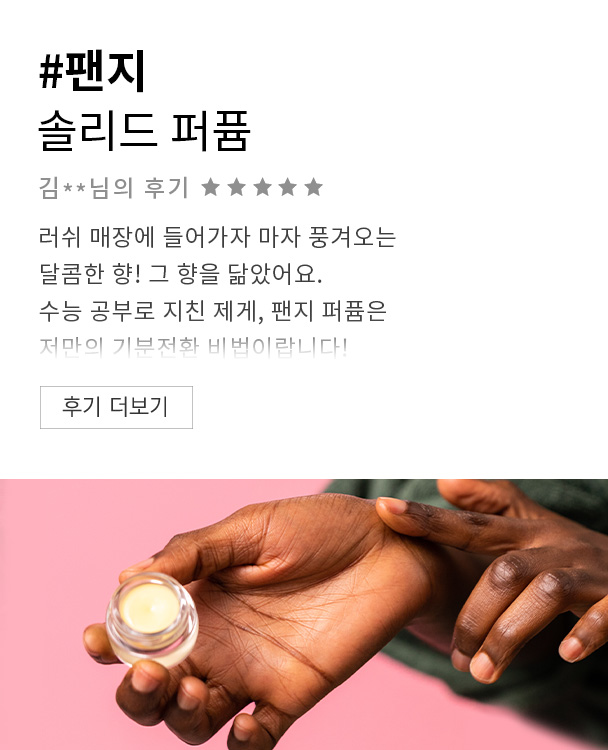 #팬지
솔리드 퍼퓸
김**님의 후기 ★★★★★
러쉬 매장에 들어가자 마자 풍겨오는
달콤한 향! 그 향을 닮았어요.
수능 공부로 지친 제게, 팬지 퍼퓸은
저만의 기분전환 비법이랍니다!
후기 더보기